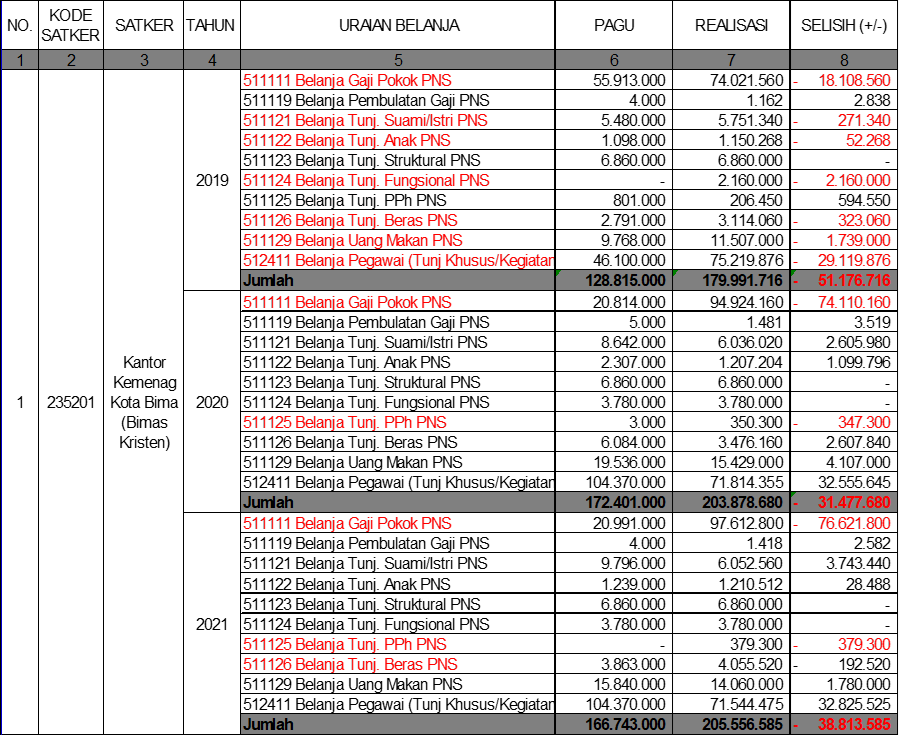 NO. KODE SATKER SATKER TAHUN URAIAN BELANJA PAGU REALISASI SELISIH (+/-)
1 2 3 4 5 6 7 8
1 235201 Kantor Kemenag Kota Bima (Bimas Kristen)
2019
511111 Belanja Gaji Pokok PNS 55.913.000 74.021.560 - 18.108.560
511119 Belanja Pembulatan Gaji PNS 4.000 1.162 2.838
511121 Belanja Tunj. Suami/Istri PNS 5.480.000 5.751.340 - 271.340
511122 Belanja Tunj. Anak PNS 1.098.000 1.150.268 - 52.268
511123 Belanja Tunj. Struktural PNS 6.860.000 6.860.000 -
511124 Belanja Tunj. Fungsional PNS - 2.160.000 - 2.160.000
511125 Belanja Tunj. PPh PNS 801.000 206.450 594.550
511126 Belanja Tunj. Beras PNS 2.791.000 3.114.060 - 323.060
511129 Belanja Uang Makan PNS 9.768.000 11.507.000 - 1.739.000
512411 Belanja Pegawai (Tunj Khusus/Kegiatan 46.100.000 75.219.876 - 29.119.876
Jumlah 128.815.000 179.991.716 - 51.176.716
2020
511111 Belanja Gaji Pokok PNS 20.814.000 94.924.160 - 74.110.160
511119 Belanja Pembulatan Gaji PNS 5.000 1.481 3.519
511121 Belanja Tunj. Suami/Istri PNS 8.642.000 6.036.020 2.605.980
511122 Belanja Tunj. Anak PNS 2.307.000 1.207.204 1.099.796
511123 Belanja Tunj. Struktural PNS 6.860.000 6.860.000 -
511124 Belanja Tunj. Fungsional PNS 3.780.000 3.780.000 -
511125 Belanja Tunj. PPh PNS 3.000 350.300 - 347.300
511126 Belanja Tunj. Beras PNS 6.084.000 3.476.160 2.607.840
511129 Belanja Uang Makan PNS 19.536.000 15.429.000 4.107.000
512411 Belanja Pegawai (Tunj Khusus/Kegiatan 104.370.000 71.814.355 32.555.645
Jumlah 172.401.000 203.878.680 - 31.477.680
2021
511111 Belanja Gaji Pokok PNS 20.991.000 97.612.800 - 76.621.800
511119 Belanja Pembulatan Gaji PNS 4.000 1.418 2.582
511121 Belanja Tunj. Suami/Istri PNS 9.796.000 6.052.560 3.743.440
511122 Belanja Tunj. Anak PNS 1.239.000 1.210.512 28.488
511123 Belanja Tunj. Struktural PNS 6.860.000 6.860.000 -
511124 Belanja Tunj. Fungsional PNS 3.780.000 3.780.000 -
511125 Belanja Tunj. PPh PNS - 379.300 - 379.300
511126 Belanja Tunj. Beras PNS 3.863.000 4.055.520 - 192.520
511129 Belanja Uang Makan PNS 15.840.000 14.060.000 1.780.000
512411 Belanja Pegawai (Tunj Khusus/Kegiatan 104.370.000 71.544.475 32.825.525
Jumlah 166.743.000 205.556.585 - 38.813.585